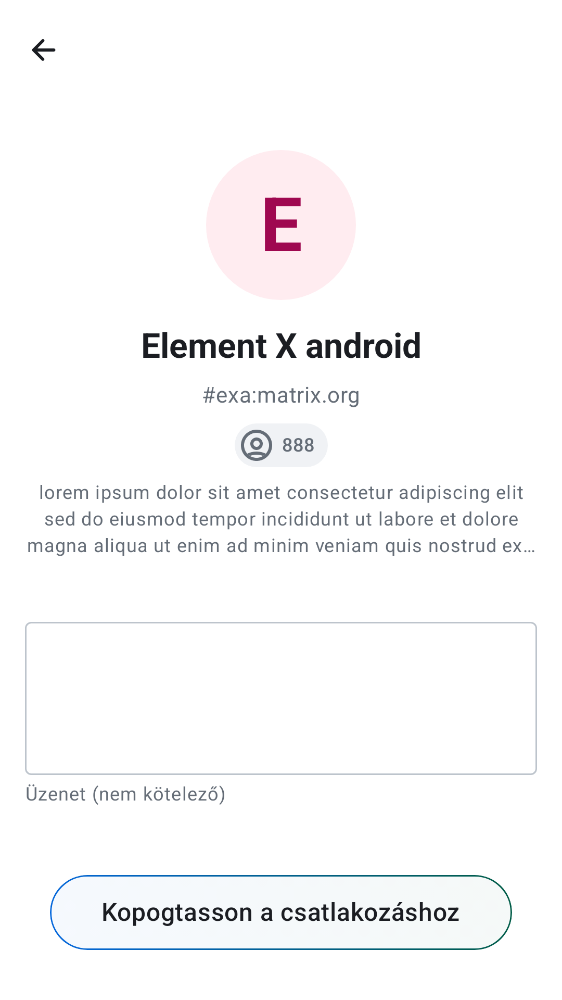 E
Element X android
#exa:matrix.org
888
lorem ipsum dolor sit amet consectetur adipiscing elit
sed do eiusmod tempor incididunt ut labore et dolore
magna aliqua ut enim ad minim veniam quis nostrud ex…
Üzenet (nem kötelező)
Kopogtasson a csatlakozáshoz